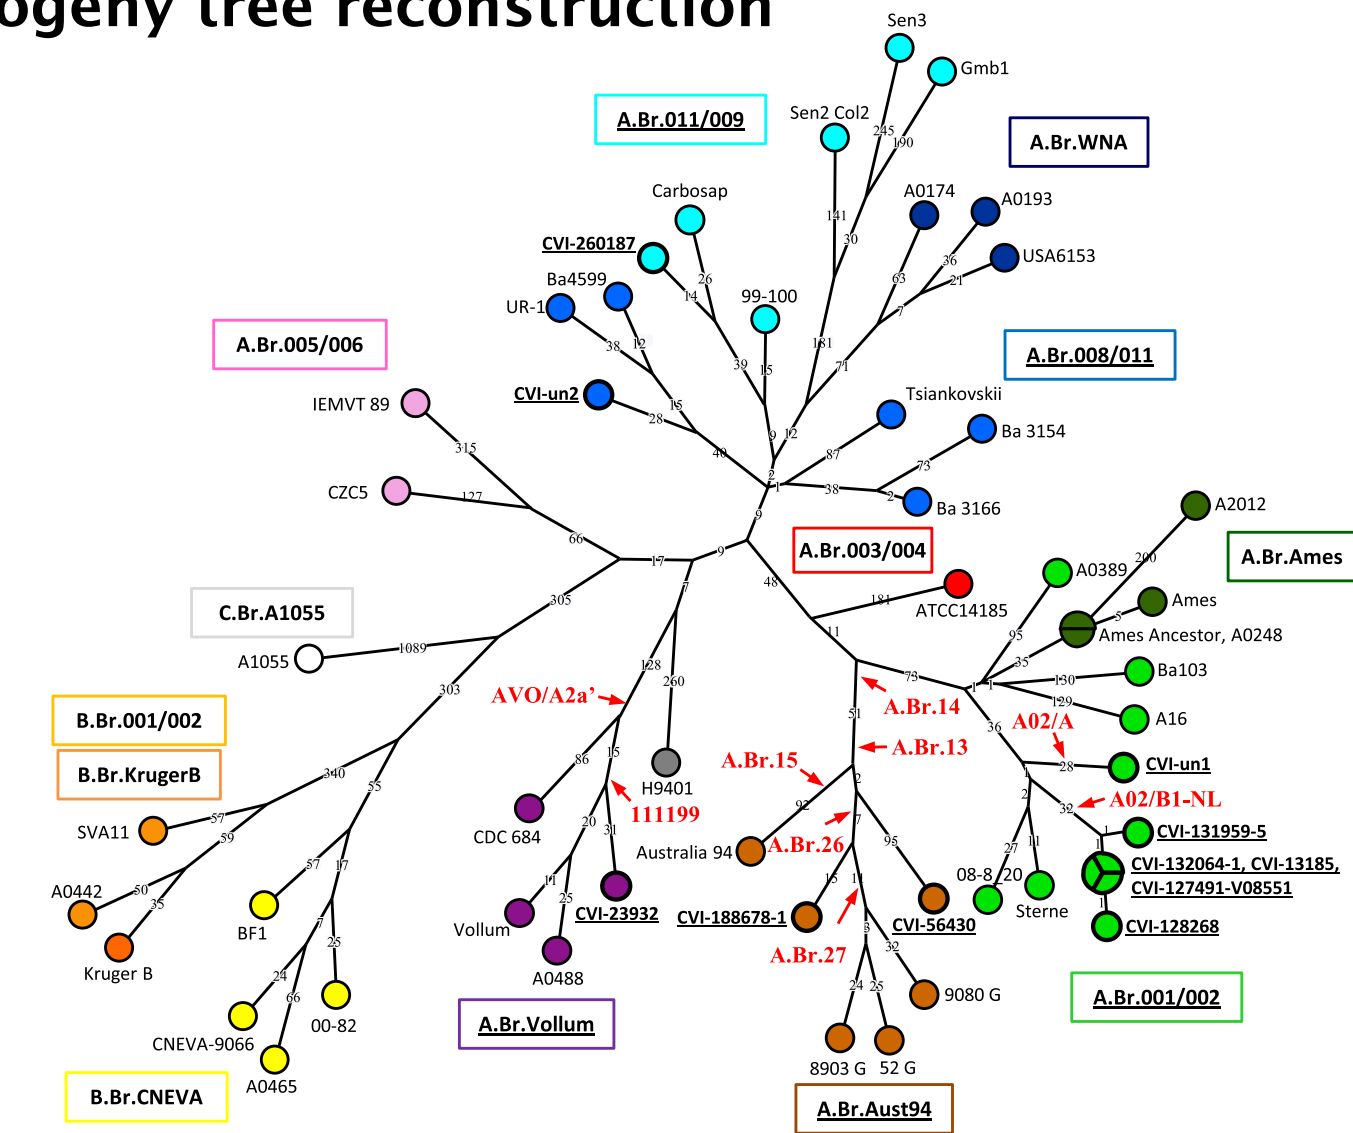 ogeny tree reconstruction
Sen3
Gmb1
A.Br.011/009
Sen2 Col2
A.Br.WNA
245
190
Carbosap
A0174
A0193
141
30
CVI-260187
USA6153
Ba4599
26
14
63
36
21
UR-1
99-100
7
A.Br.005/006
38
12
181
A.Br.008/011
39
15
71
IEMVT 89
CVI-un2
28
15
Tsiankovskii
Ba 3154
315
40
9
12
87
73
CZC5
127
2
1
38
2
Ba 3166
A2012
66
9
A.Br.003/004
A.Br.Ames
17
9
48
200
A0389
C.Br.A1055
305
7
181
ATCC14185
Ames
5
A1055
1089
11
95
Ames Ancestor, A0248
35
128
260
73
1
1
130
Ba103
303
AVO/A2a’
A.Br.14
129
A16
B.Br.001/002
51
36
A02/A
B.Br.KrugerB
86
15
A.Br.13
H9401
A.Br.15
28
CVI-un1
340
55
111199
2
1
A02/B1-NL
57
59
20
31
92
7
95
2
32
SVA11
CDC 684
Australia 94
A.Br.26
27
11
1
CVI-131959-5
57
17
11
15
11
08-8_20
CVI-132064-1, CVI-13185,
CVI-127491-V08551
A0442
50
35
25
CVI-23932
CVI-188678-1
CVI-56430
Sterne
1
CVI-128268
BF1
7
25
Vollum
3
32
A.Br.27
Kruger B
24
66
A0488
24
25
9080 G
A.Br.001/002
CNEVA-9066
00-82
A.Br.Vollum
A0465
8903 G
52 G
B.Br.CNEVA
A.Br.Aust94